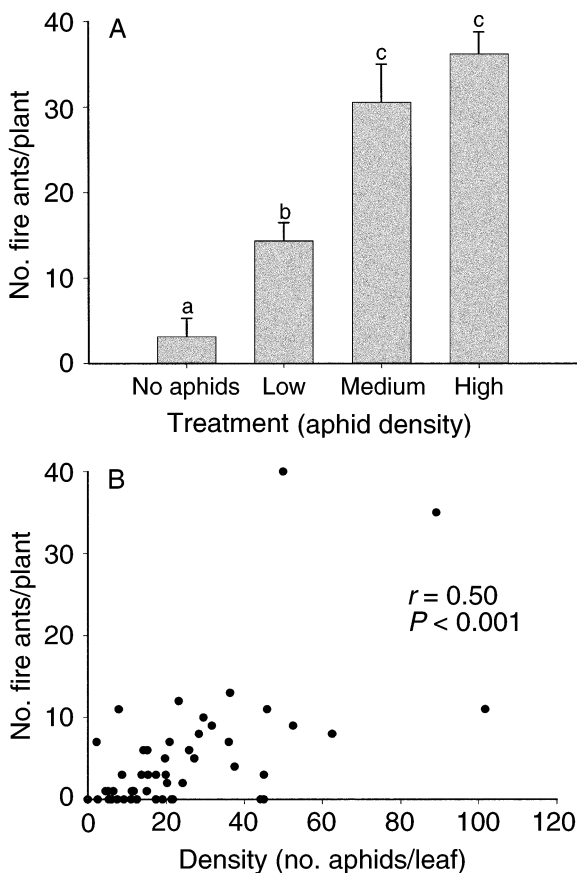 A
No. fire ants/plant
40
30
20
10
0
a
b
c
c
No aphids Low Medium High
Treatment (aphid density)
B
No. fire ants/plant
40
30
20
10
0
r = 0.50
P < 0.001
0 20 40 60 80 100 120
Density (no. aphids/leaf)